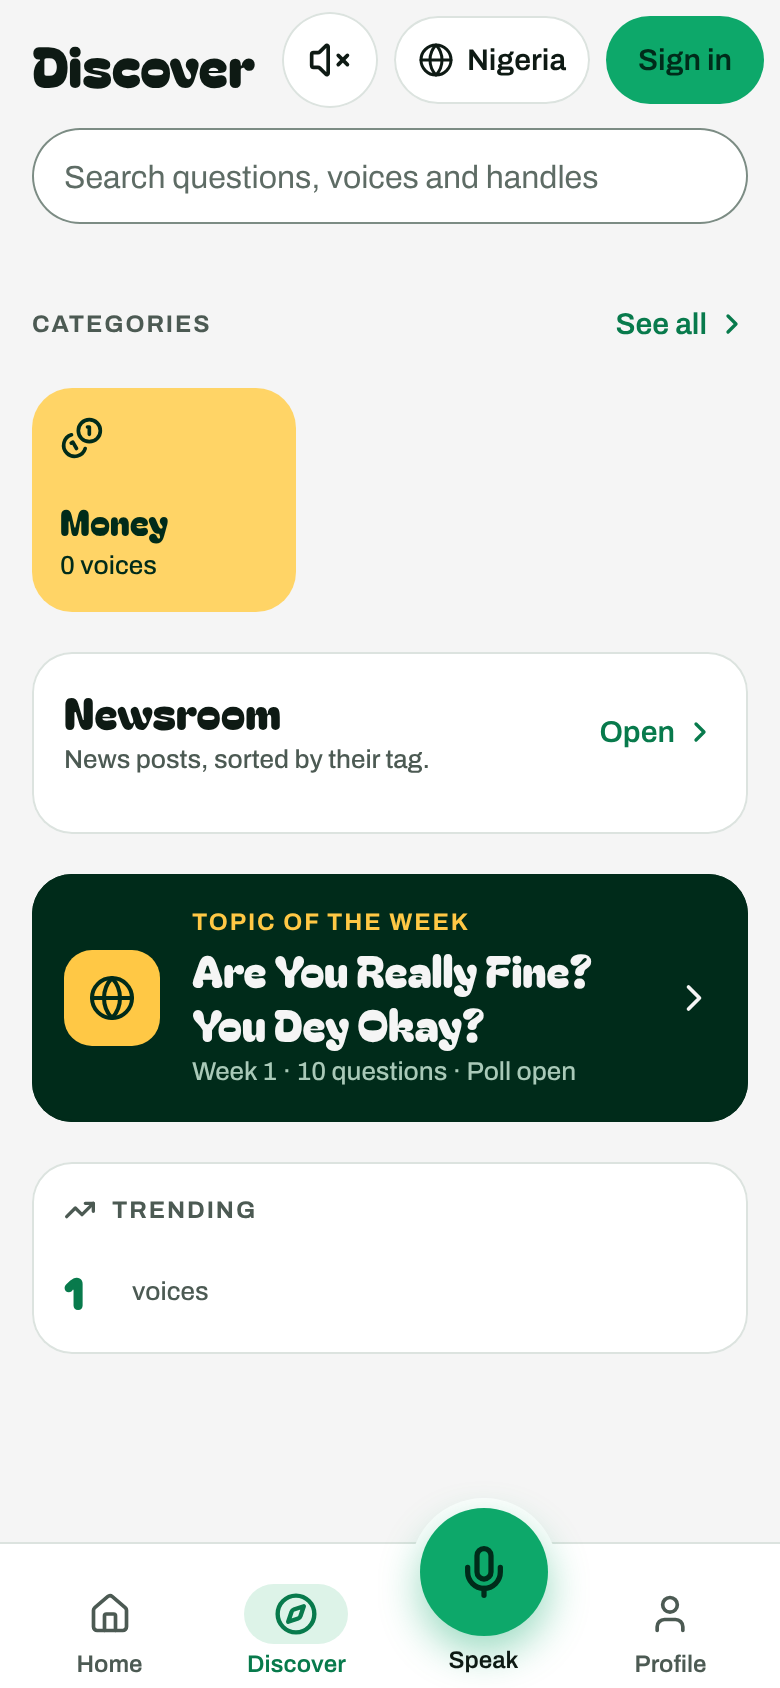 Discover
Nigeria
Sign in
Search questions, voices and handles
CATEGORIES
See all
Money
0 voices
Newsroom
News posts, sorted by their tag.
Open
TOPIC OF THE WEEK
Are You Really Fine?
You Dey Okay?
Week 1 · 10 questions · Poll open
TRENDING
1
voices
Home
Discover
Speak
Profile